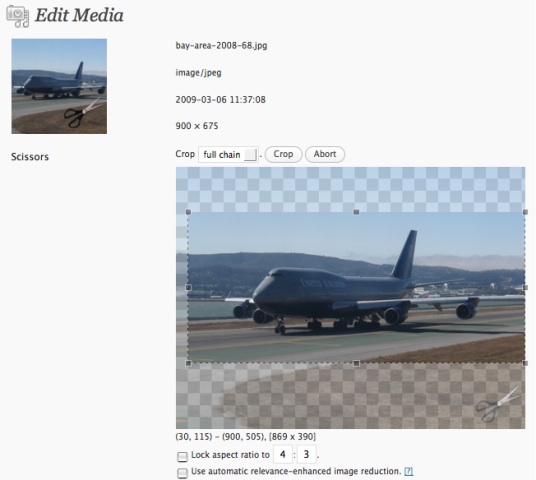 Edit Media
bay-area-2008-68.jpg
image/jpeg
2009-03-06 11:37:08
900 × 675
Scissors
Crop full chain . Crop Abort
UNITED AIRLINES
(30, 115) - (900, 505), [869 x 390]
Lock aspect ratio to 4 : 3 .
Use automatic relevance-enhanced image reduction. [?]